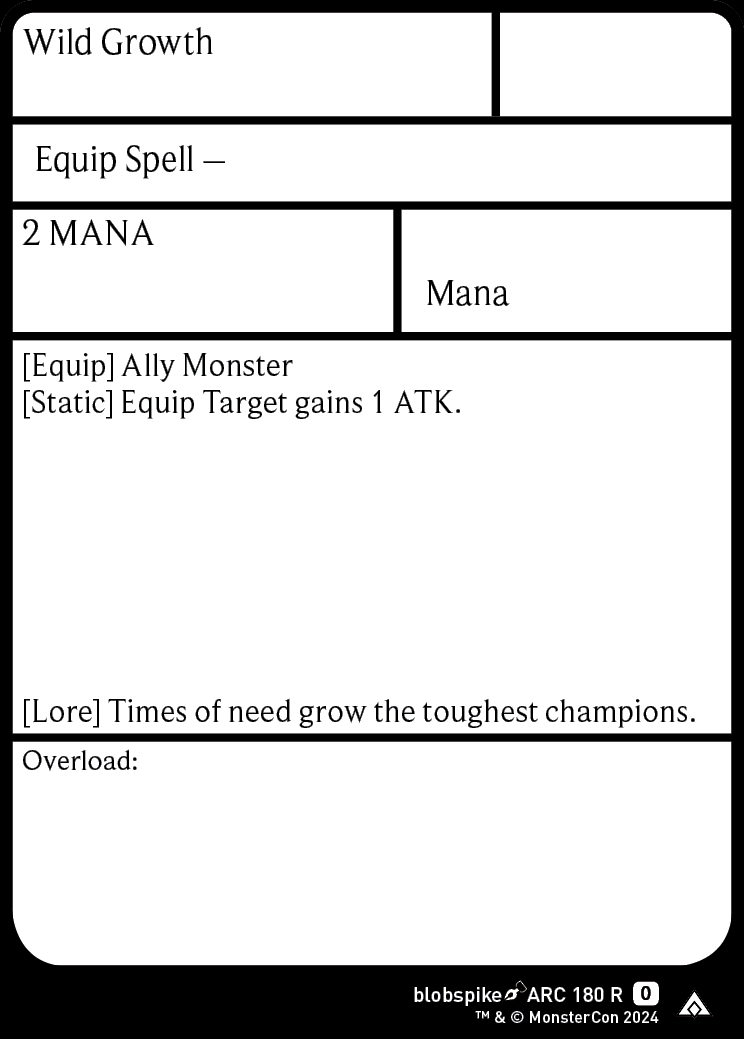 Wild Growth
Equip Spell —
2 MANA
Mana
[Equip] Ally Monster
[Static] Equip Target gains 1 ATK.
[Lore] Times of need grow the toughest champions.
Overload:
blobspike ARC 180 R 0
™ & © MonsterCon 2024